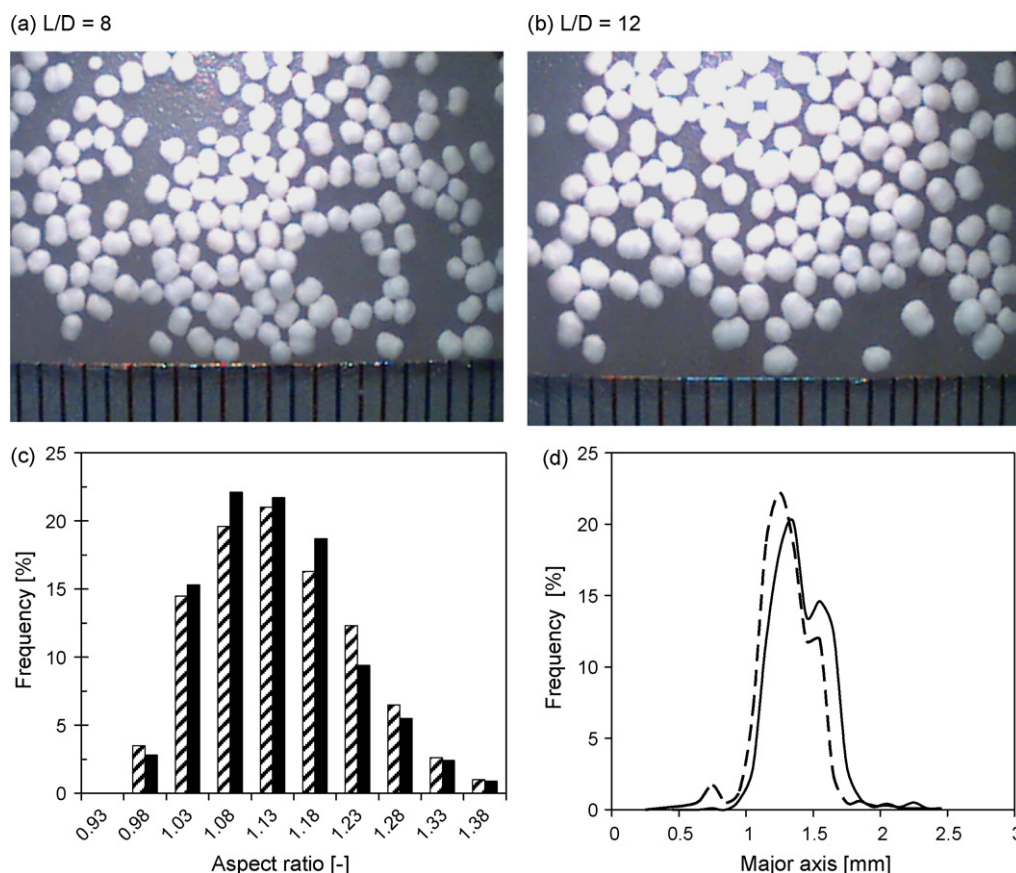 (a) L/D = 8
(b) L/D = 12
(c)
25
20
15
10
5
0
Frequency [%]
0.93 0.98 1.03 1.08 1.13 1.18 1.23 1.28 1.33 1.38
Aspect ratio [-]
(d)
25
20
15
10
5
0
Frequency [%]
0 0.5 1 1.5 2 2.5 3
Major axis [mm]